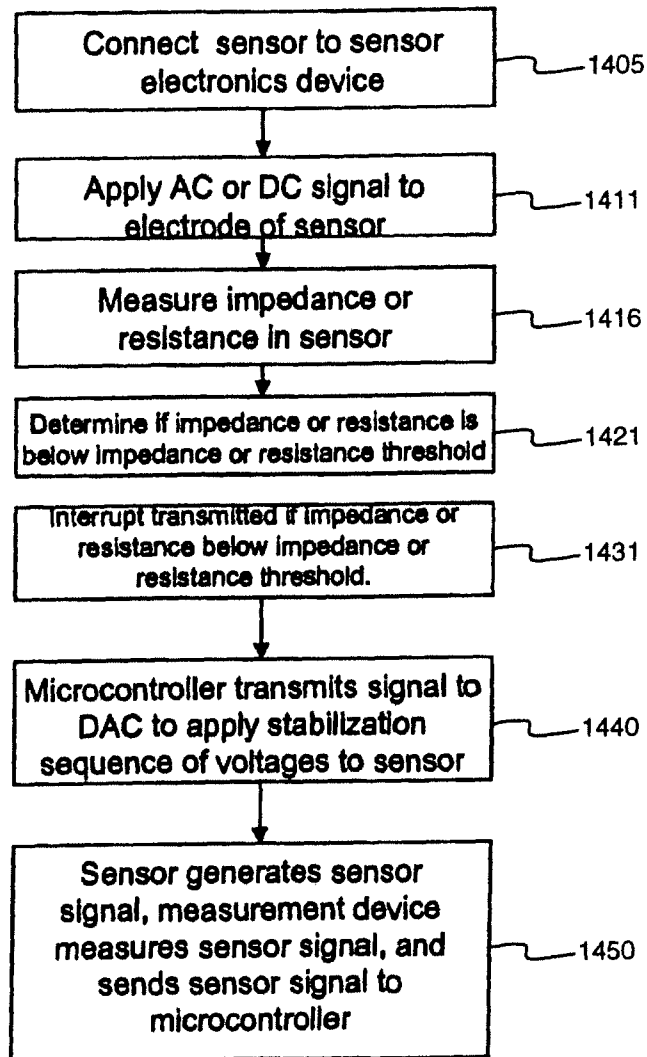 Connect sensor to sensor
electronics device
1405
Apply AC or DC signal to
electrode of sensor
1411
Measure impedance or
resistance in sensor
1416
Determine if impedance or resistance is
below impedance or resistance threshold
1421
Interrupt transmitted if impedance or
resistance below impedance or
resistance threshold.
1431
Microcontroller transmits signal to
DAC to apply stabilization
sequence of voltages to sensor
1440
Sensor generates sensor
signal, measurement device
measures sensor signal, and
sends sensor signal to
microcontroller
1450